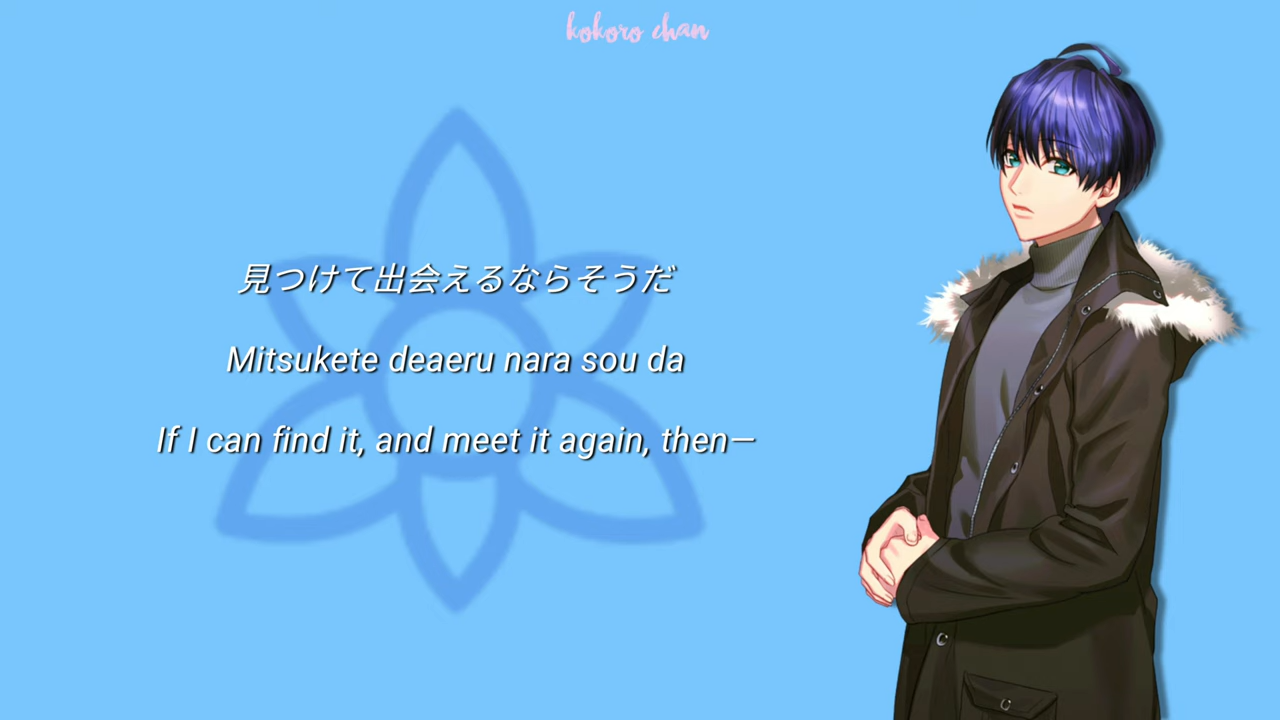 kokoro chan
見つけて出会えるならそうだ
Mitsukete deaeru nara sou da
If I can find it, and meet it again, then—